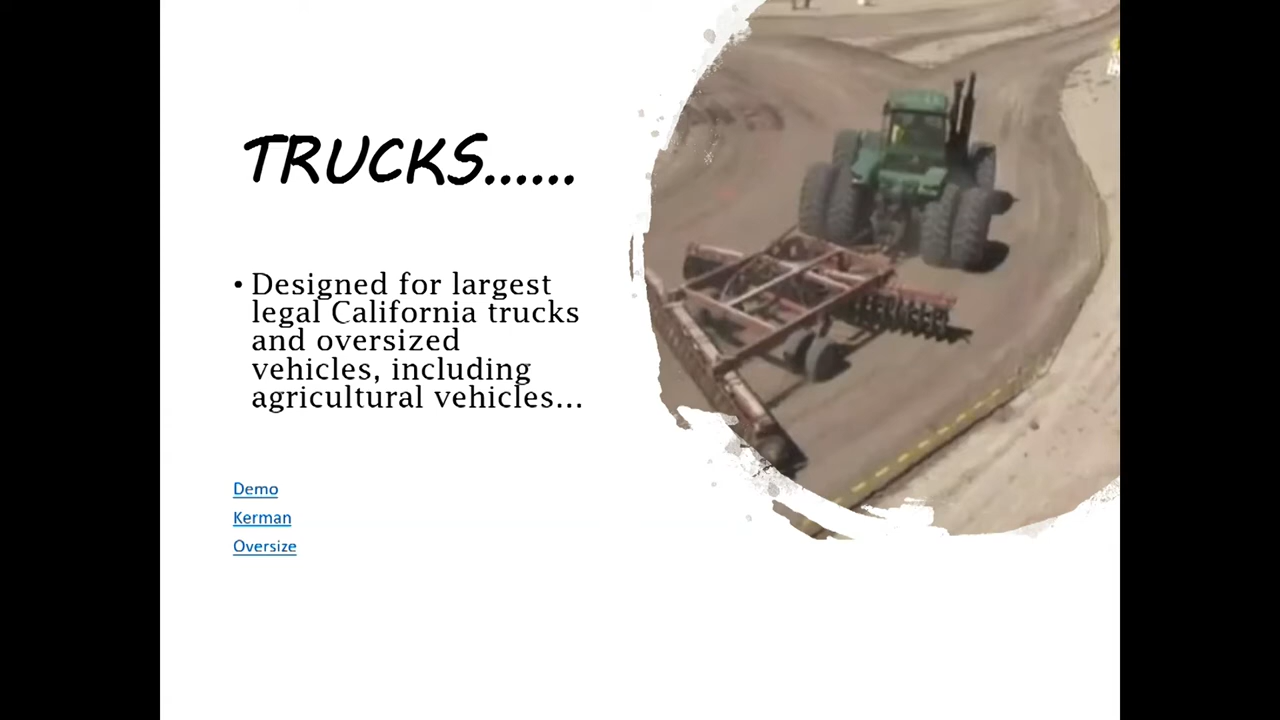 TRUCKS......
• Designed for largest
legal California trucks
and oversized
vehicles, including
agricultural vehicles...
Demo
Kerman
Oversize